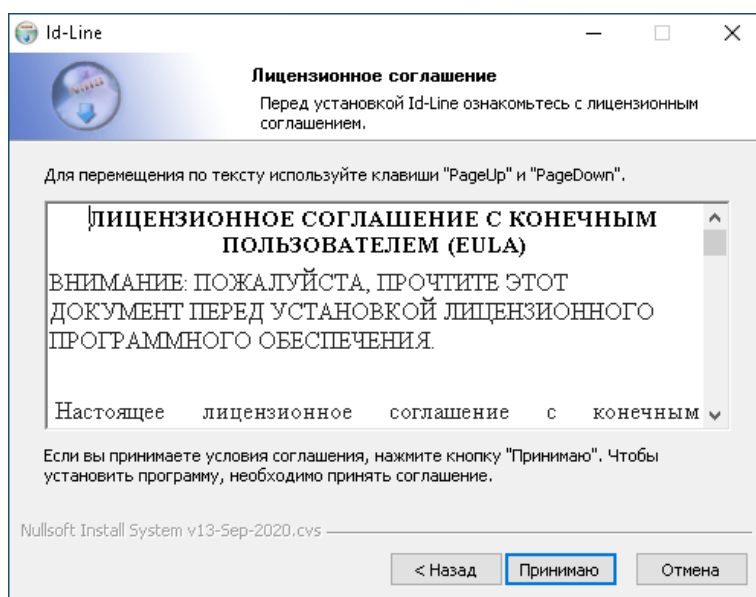 Id-Line
Лицензионное соглашение
Перед установкой Id-Line ознакомьтесь с лицензионным
соглашением.
Для перемещения по тексту используйте клавиши "PageUp" и "PageDown".
ЛИЦЕНЗИОННОЕ СОГЛАШЕНИЕ С КОНЕЧНЫМ
ПОЛЬЗОВАТЕЛЕМ (EULA)
ВНИМАНИЕ: ПОЖАЛУЙСТА, ПРОЧТИТЕ ЭТОТ
ДОКУМЕНТ ПЕРЕД УСТАНОВКОЙ ЛИЦЕНЗИОННОГО
ПРОГРАММНОГО ОБЕСПЕЧЕНИЯ.
Настоящее лицензионное соглашение с конечным
Если вы принимаете условия соглашения, нажмите кнопку "Принимаю". Чтобы
установить программу, необходимо принять соглашение.
Nullsoft Install System v13-Sep-2020.cvs
< Назад Принимаю Отмена